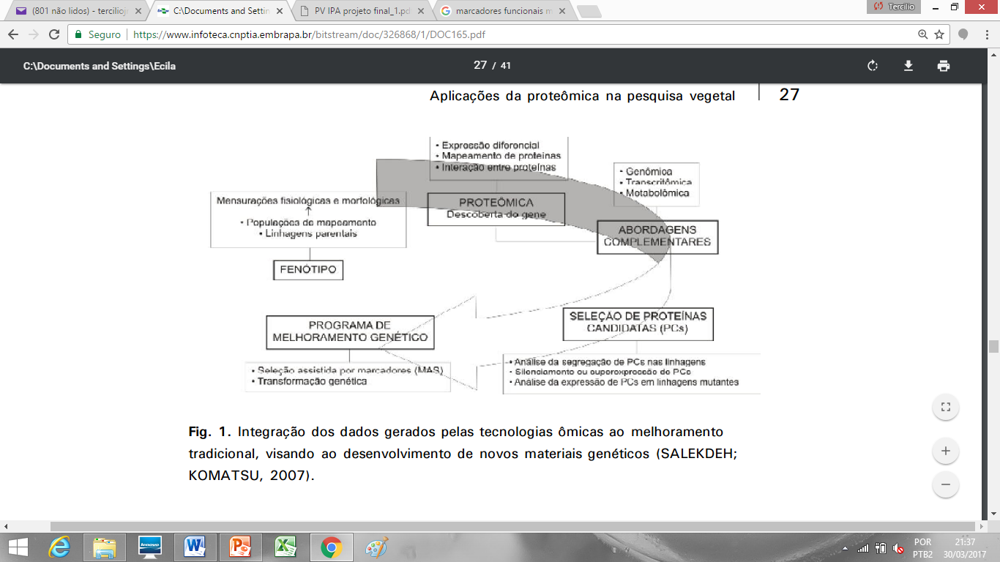 (801 não lidos) - tercilioj
C:\Documents and Settin
PV IPA projeto final_1.pd
marcadores funcionais m
Tercilio
Seguro
https://www.infoteca.cnptia.embrapa.br/bitstream/doc/326868/1/DOC165.pdf
C:\Documents and Settings\Ecila
27 / 41
Aplicações da proteômica na pesquisa vegetal 27
• Expressão diferencial
• Mapeamento de proteinas
• Interação entre proteínas
• Genômica
• Transcritômica
• Metabolômica
Mensurações fisiológicas e morfológicas
• Populações de mapeamento
• Linhagens parentais
PROTEÔMICA
Descoberta do gene
ABORDAGENS
COMPLEMENTARES
FENÓTIPO
PROGRAMA DE
MELHORAMENTO GENÉTICO
SELEÇÃO DE PROTEÍNAS
CANDIDATAS (PCs)
• Seleção assistida por marcadores (MAS)
• Transformação genética
• Análise da segregação de PCs nas linhagens
• Silenciamento ou superexpressão de PCs
• Análise da expressão de PCs em linhagens mutantes
Fig. 1. Integração dos dados gerados pelas tecnologias ômicas ao melhoramento
tradicional, visando ao desenvolvimento de novos materiais genéticos (SALEKDEH;
KOMATSU, 2007).
lenovo
POR
PTB2
21:37
30/03/2017